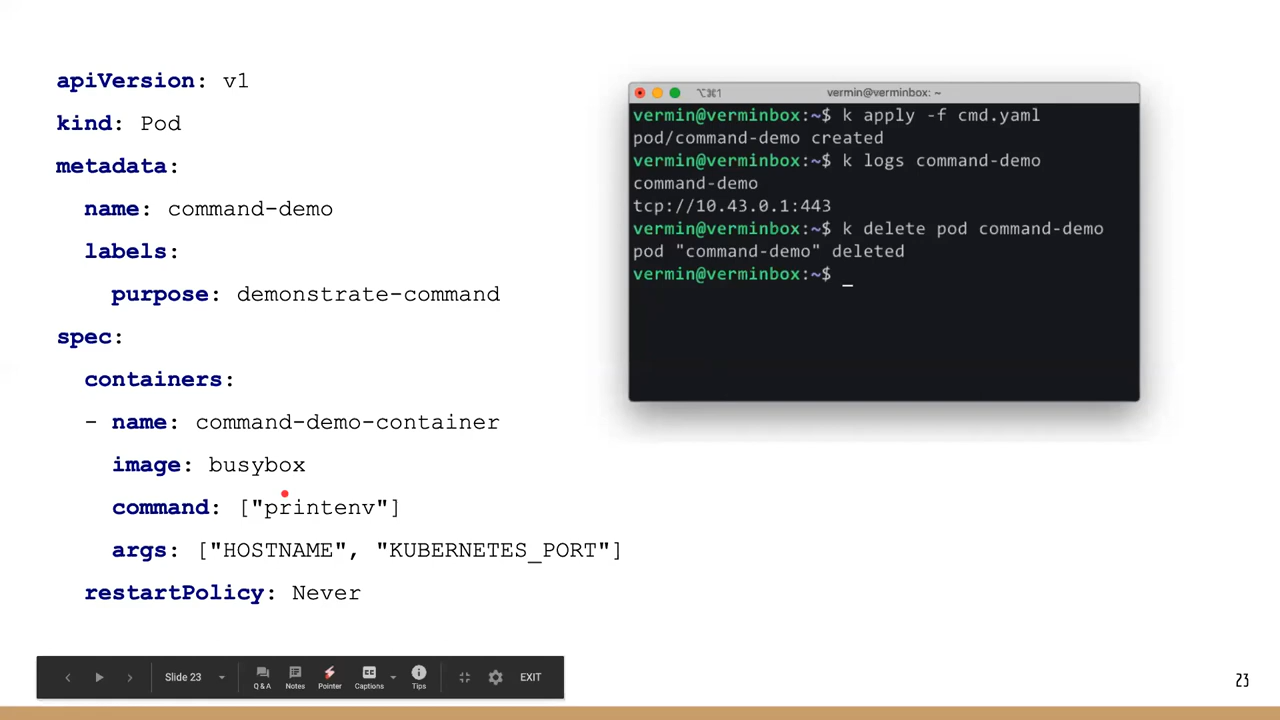 apiVersion: v1
kind: Pod
metadata:
name: command-demo
labels:
purpose: demonstrate-command
spec:
containers:
- name: command-demo-container
image: busybox
command: ["printenv"]
args: ["HOSTNAME", "KUBERNETES_PORT"]
restartPolicy: Never
⌥⌘1 vermin@verminbox: ~
vermin@verminbox:~$ k apply -f cmd.yaml
pod/command-demo created
vermin@verminbox:~$ k logs command-demo
command-demo
tcp://10.43.0.1:443
vermin@verminbox:~$ k delete pod command-demo
pod "command-demo" deleted
vermin@verminbox:~$ _
Slide 23 Q & A Notes Pointer Captions Tips EXIT
23